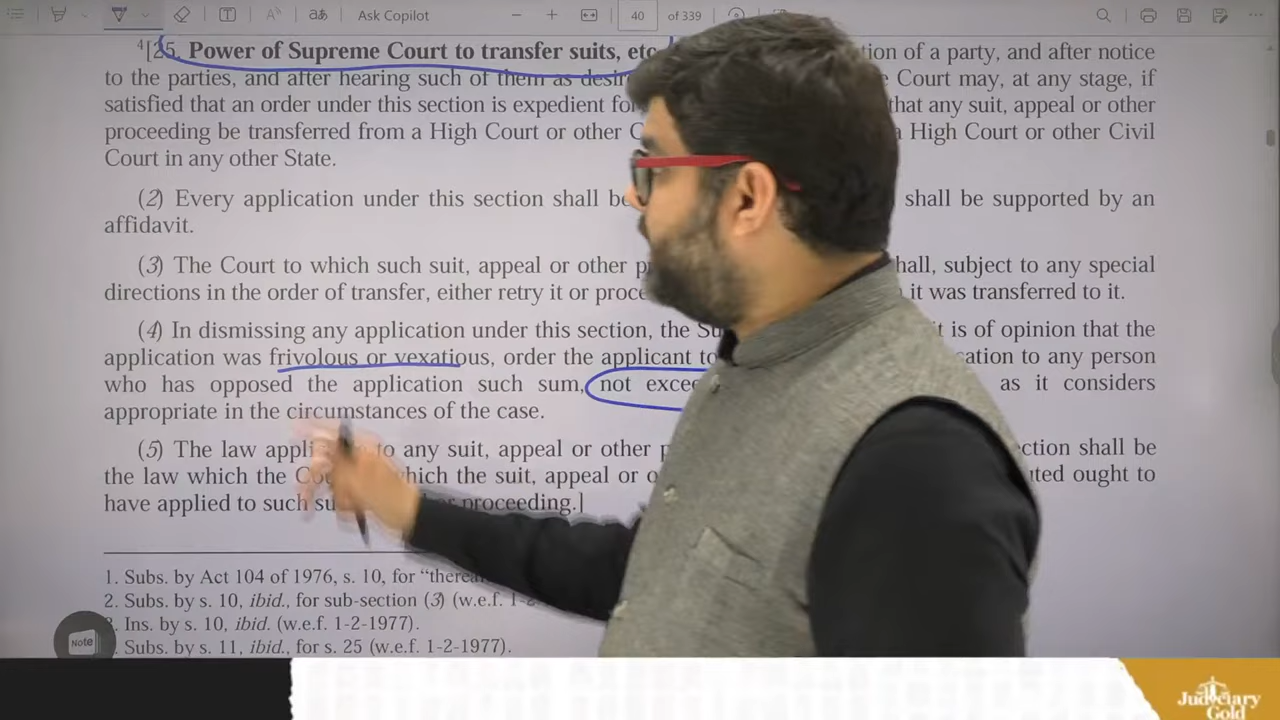 Ask Copilot
40 of 339
⁴[25. Power of Supreme Court to transfer suits, etc tion of a party, and after notice
to the parties, and after hearing such of them as desi Court may, at any stage, if
satisfied that an order under this section is expedient for that any suit, appeal or other
proceeding be transferred from a High Court or other C High Court or other Civil
Court in any other State.
(2) Every application under this section shall be shall be supported by an
affidavit.
(3) The Court to which such suit, appeal or other p hall, subject to any special
directions in the order of transfer, either retry it or proce it was transferred to it.
(4) In dismissing any application under this section, the Su it is of opinion that the
application was frivolous or vexatious, order the applicant to cation to any person
who has opposed the application such sum, not excee as it considers
appropriate in the circumstances of the case.
(5) The law appli to any suit, appeal or other p ction shall be
the law which the Cou which the suit, appeal or o uted ought to
have applied to such su proceeding.]
1. Subs. by Act 104 of 1976, s. 10, for “therea
2. Subs. by s. 10, ibid., for sub-section (3) (w.e.f. 1-2
. Ins. by s. 10, ibid. (w.e.f. 1-2-1977).
. Subs. by s. 11, ibid., for s. 25 (w.e.f. 1-2-1977).
Note
Judiciary
Gold